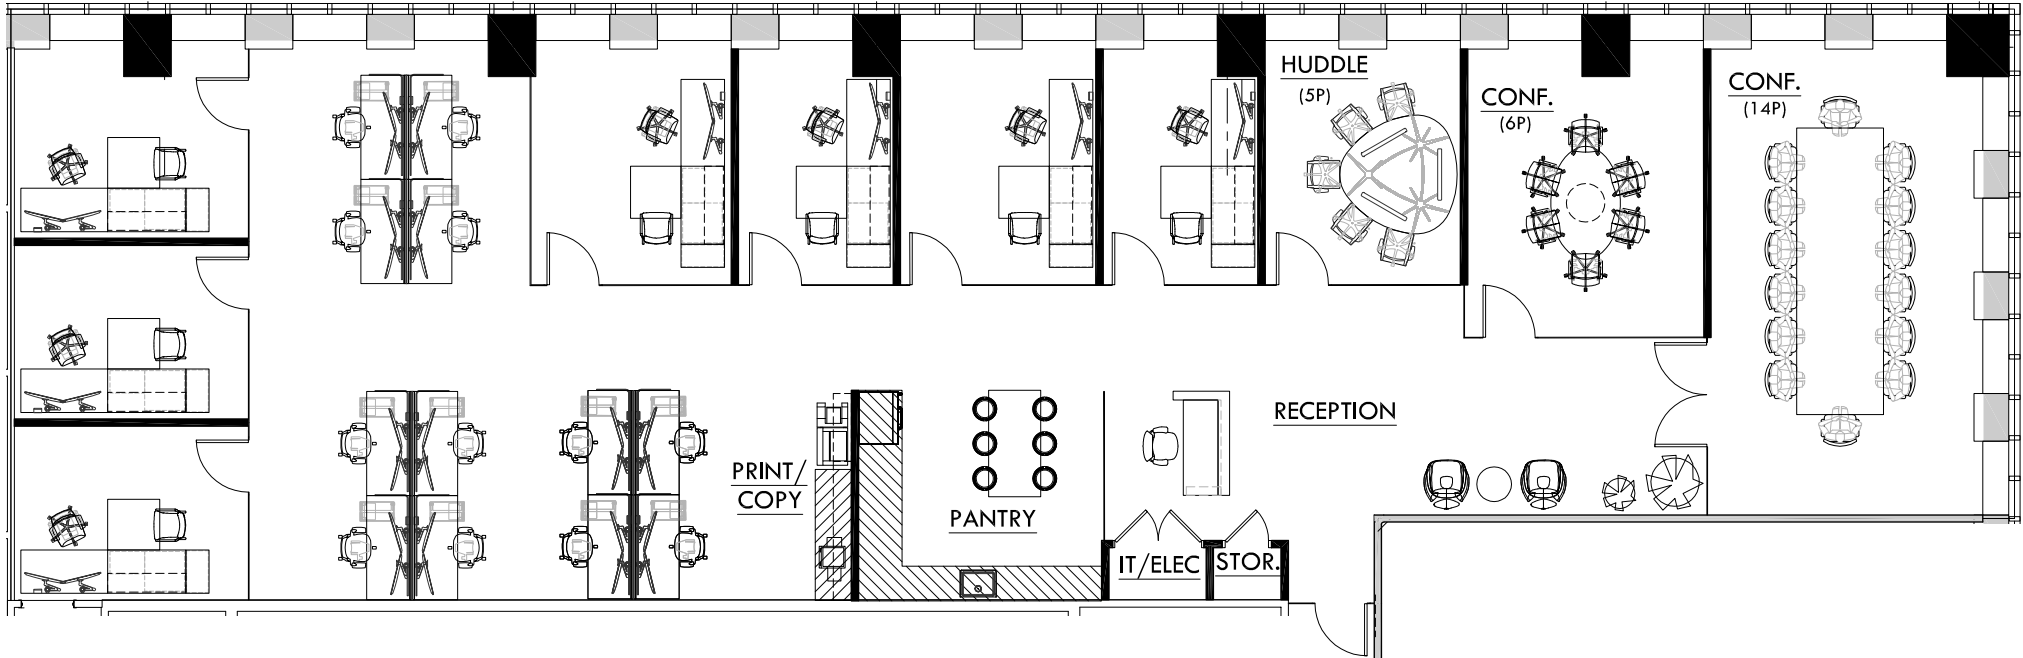 HUDDLE
(5P)
CONF.
(6P)
CONF.
(14P)
RECEPTION
PRINT/
COPY
PANTRY
IT/ELEC
STOR.